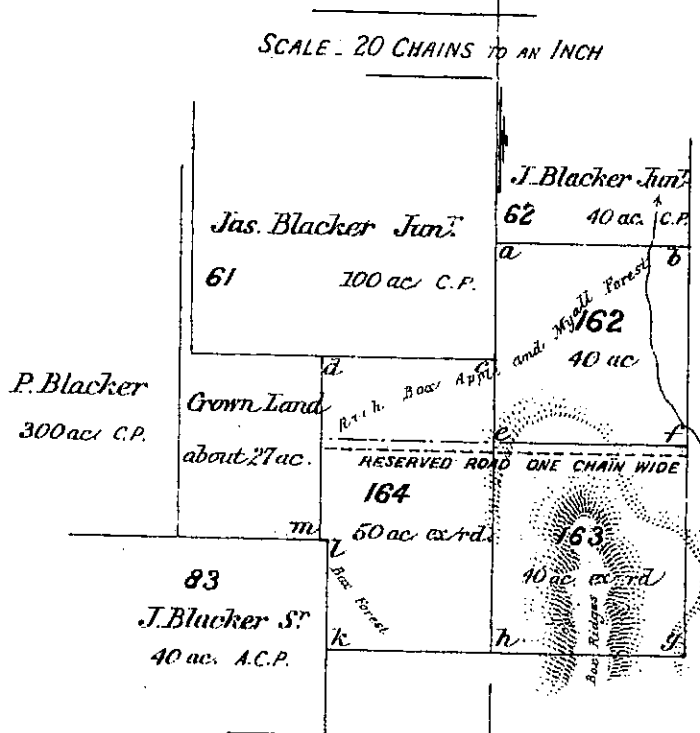 SCALE_ 20 CHAINS TO AN INCH
J. Blacker Junr.
62 40 ac. C.P.
Jas. Blacker Junr.
61 100 ac C.P.
a b
162
40 ac
Box Apple and Myall Forest
d c
P. Blacker
300 ac C.P.
Crown Land
about 27 ac.
e f
RESERVED ROAD ONE CHAIN WIDE
164
50 ac ex rd.
163
40 ac ex rd
m
l
Box Forest
83
J. Blacker Sr
40 ac. A.C.P.
Box Ridges
k h g